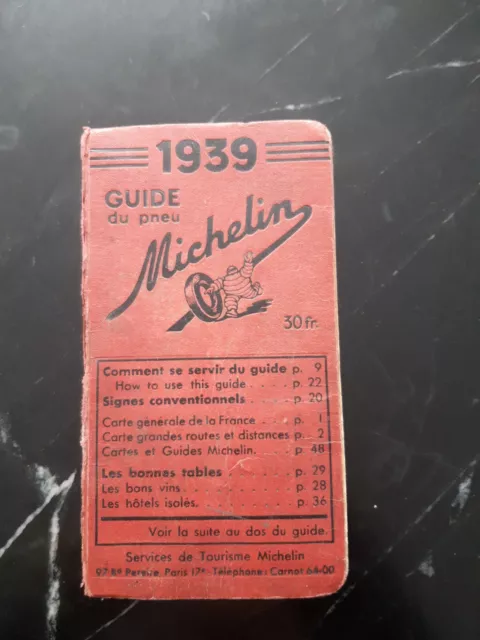 1939
GUIDE
du pneu
Michelin
30 fr.
Comment se servir du guide p. 9
How to use this guide . . . . p. 22
Signes conventionnels . . . . p. 20
Carte générale de la France . . p. 1
Carte grandes routes et distances p. 2
Cartes et Guides Michelin. . . . p. 48
Les bonnes tables . . . . . . p. 29
Les bons vins. . . . . . . . . p. 28
Les hôtels isolés. . . . . . . . p. 36
Voir la suite au dos du guide.
Services de Tourisme Michelin
97 Bd Pereire, Paris 17e Téléphone: Carnot 64-00